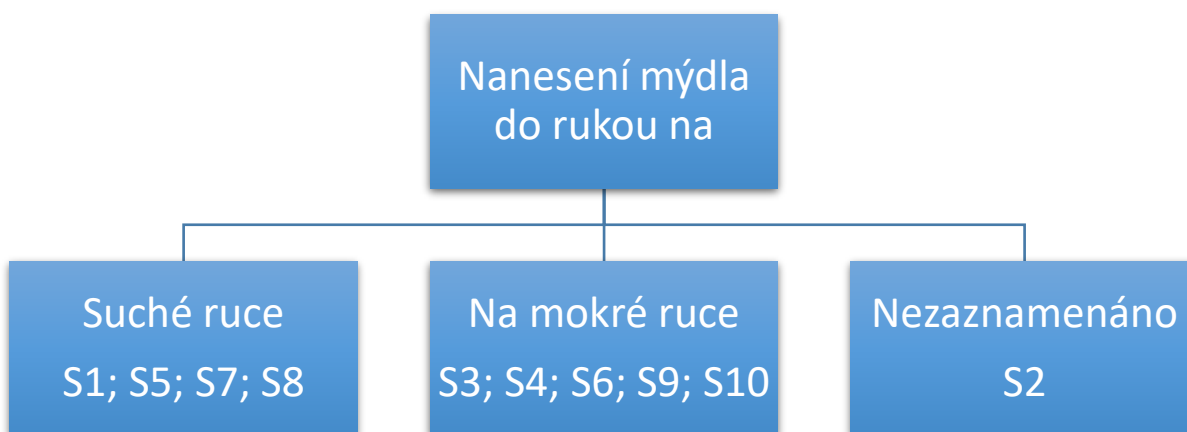 Nanesení mýdla
do rukou na
Suché ruce
S1; S5; S7; S8
Na mokré ruce
S3; S4; S6; S9; S10
Nezaznamenáno
S2